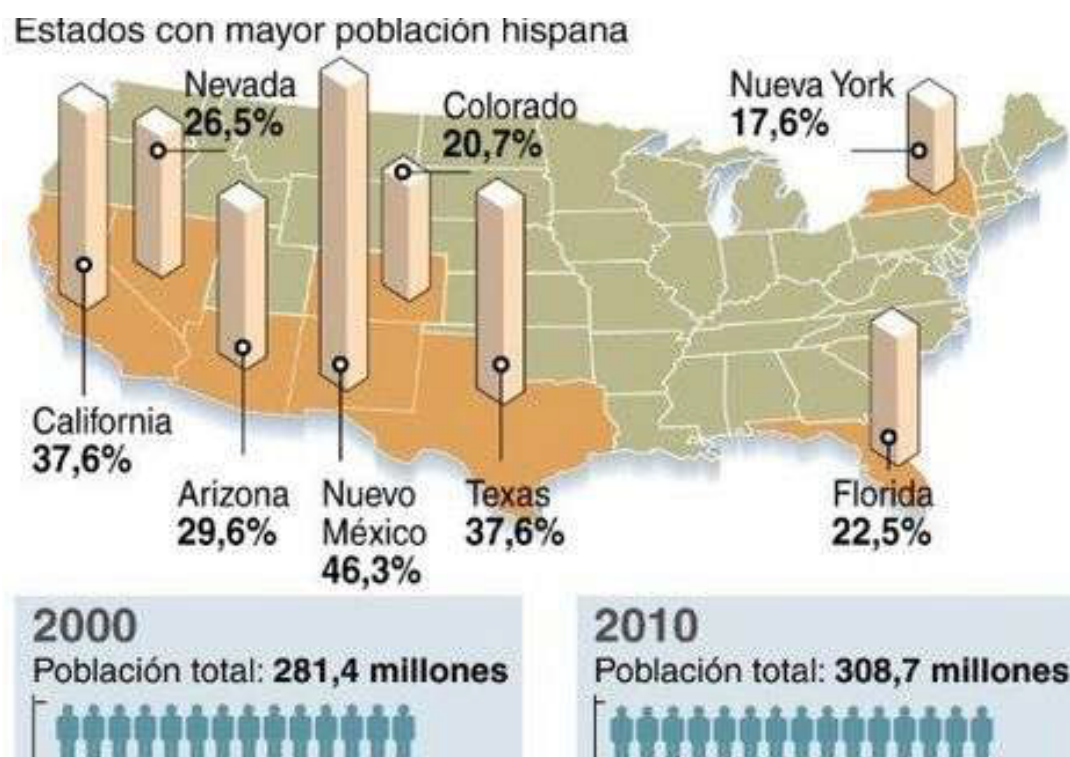 Estados con mayor población hispana
Nevada
26,5%
Colorado
20,7%
Nueva York
17,6%
California
37,6%
Arizona
29,6%
Nuevo
México
46,3%
Texas
37,6%
Florida
22,5%
2000
Población total: 281,4 millones
2010
Población total: 308,7 millones